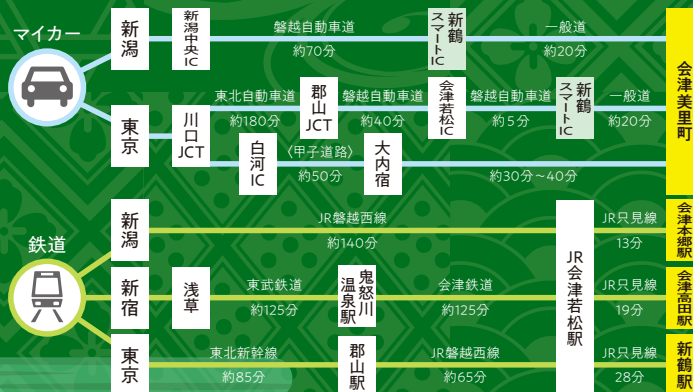 マイカー
新潟
新潟中央IC
磐越自動車道
約70分
新鶴スマートIC
一般道
約20分
東京
川口JCT
東北自動車道
約180分
郡山JCT
磐越自動車道
約40分
会津若松IC
磐越自動車道
約5分
新鶴スマートIC
一般道
約20分
白河IC
〈甲子道路〉
約50分
大内宿
約30分～40分
会津美里町
鉄道
新潟
JR磐越西線
約140分
JR会津若松駅
JR只見線
13分
会津本郷駅
新宿
浅草
東武鉄道
約125分
鬼怒川温泉駅
会津鉄道
約125分
JR只見線
19分
会津高田駅
東京
東北新幹線
約85分
郡山駅
JR磐越西線
約65分
JR只見線
28分
新鶴駅